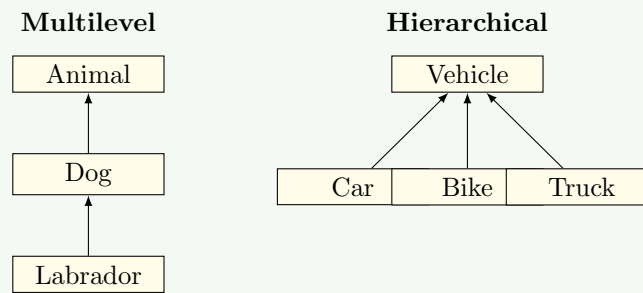 Multilevel
Animal
Dog
Labrador
Hierarchical
Vehicle
Car
Bike
Truck